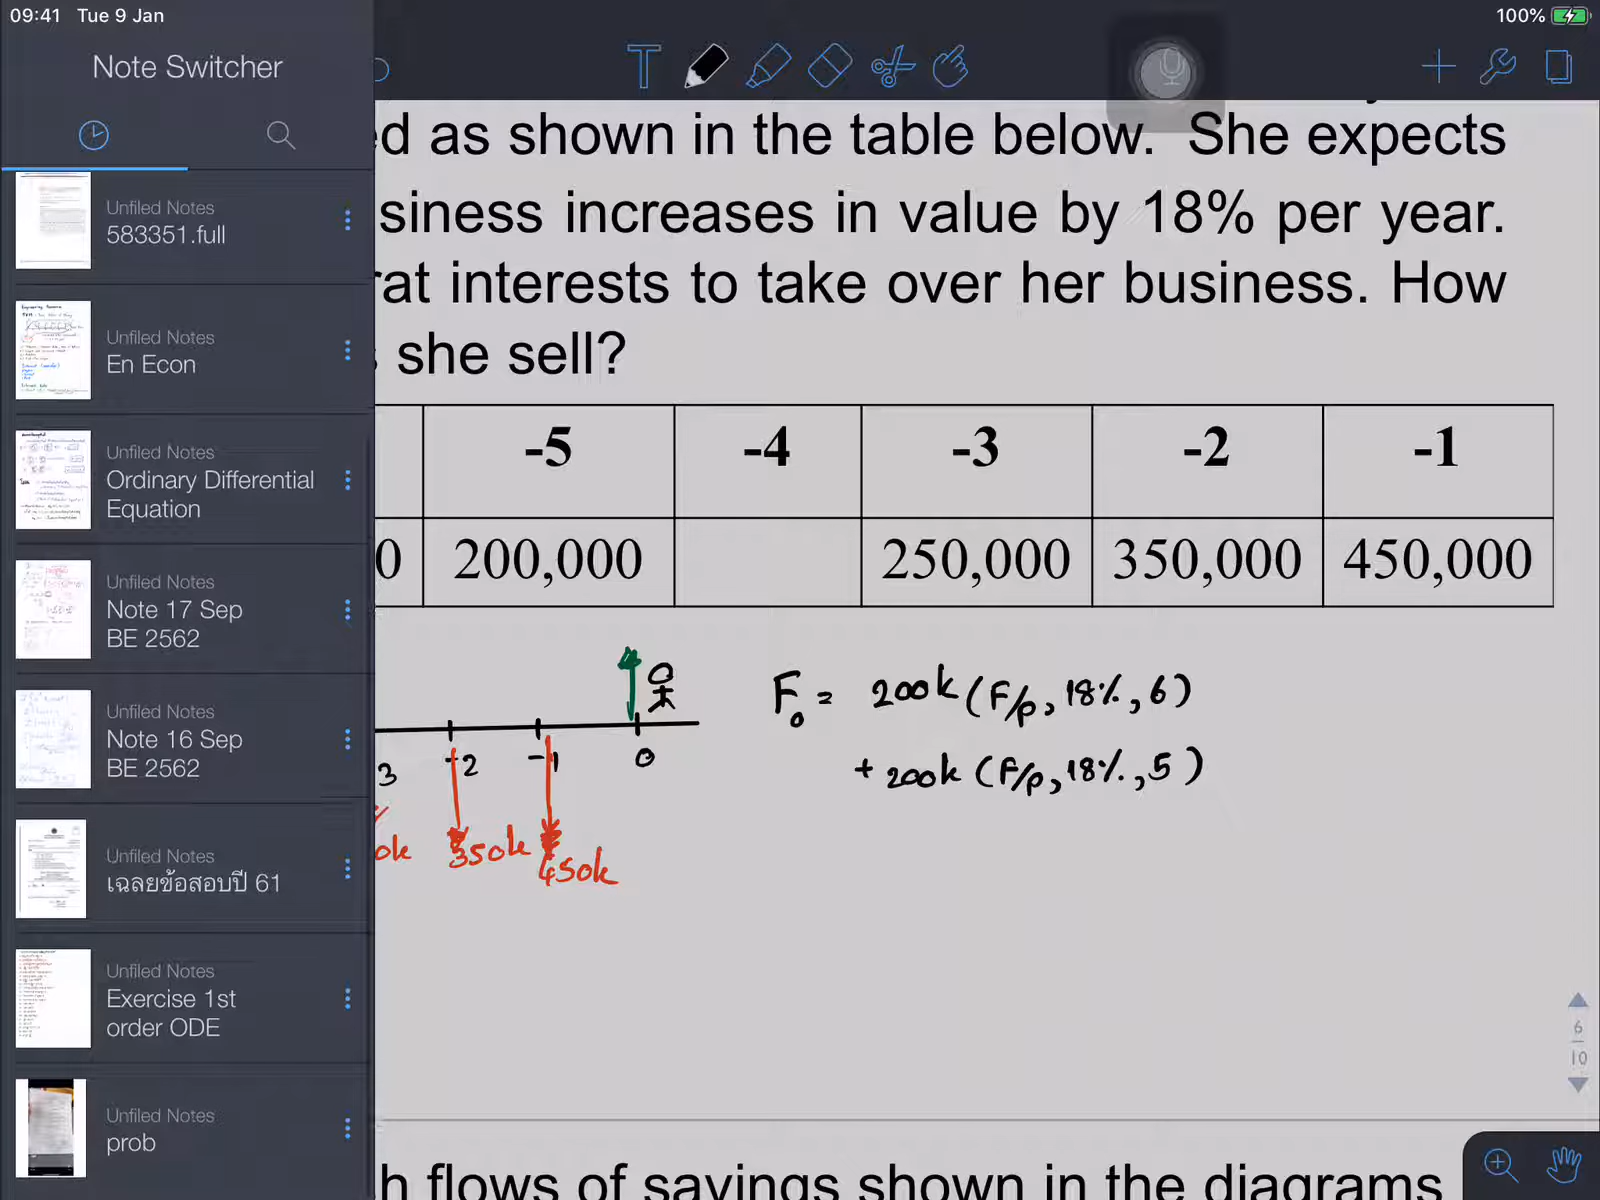 09:41 Tue 9 Jan
100%
Note Switcher
Unfiled Notes
583351.full
Unfiled Notes
En Econ
Unfiled Notes
Ordinary Differential
Equation
Unfiled Notes
Note 17 Sep
BE 2562
Unfiled Notes
Note 16 Sep
BE 2562
Unfiled Notes
เฉลยข้อสอบปี 61
Unfiled Notes
Exercise 1st
order ODE
Unfiled Notes
prob
ed as shown in the table below. She expects
siness increases in value by 18% per year.
rat interests to take over her business. How
she sell?
-5 -4 -3 -2 -1
0 200,000 250,000 350,000 450,000
F0 = 200k (F/P, 18%, 6)
+ 200k (F/P, 18%, 5)
3 -2 -1 0
0k 350k 450k
6
10
h flows of savings shown in the diagrams